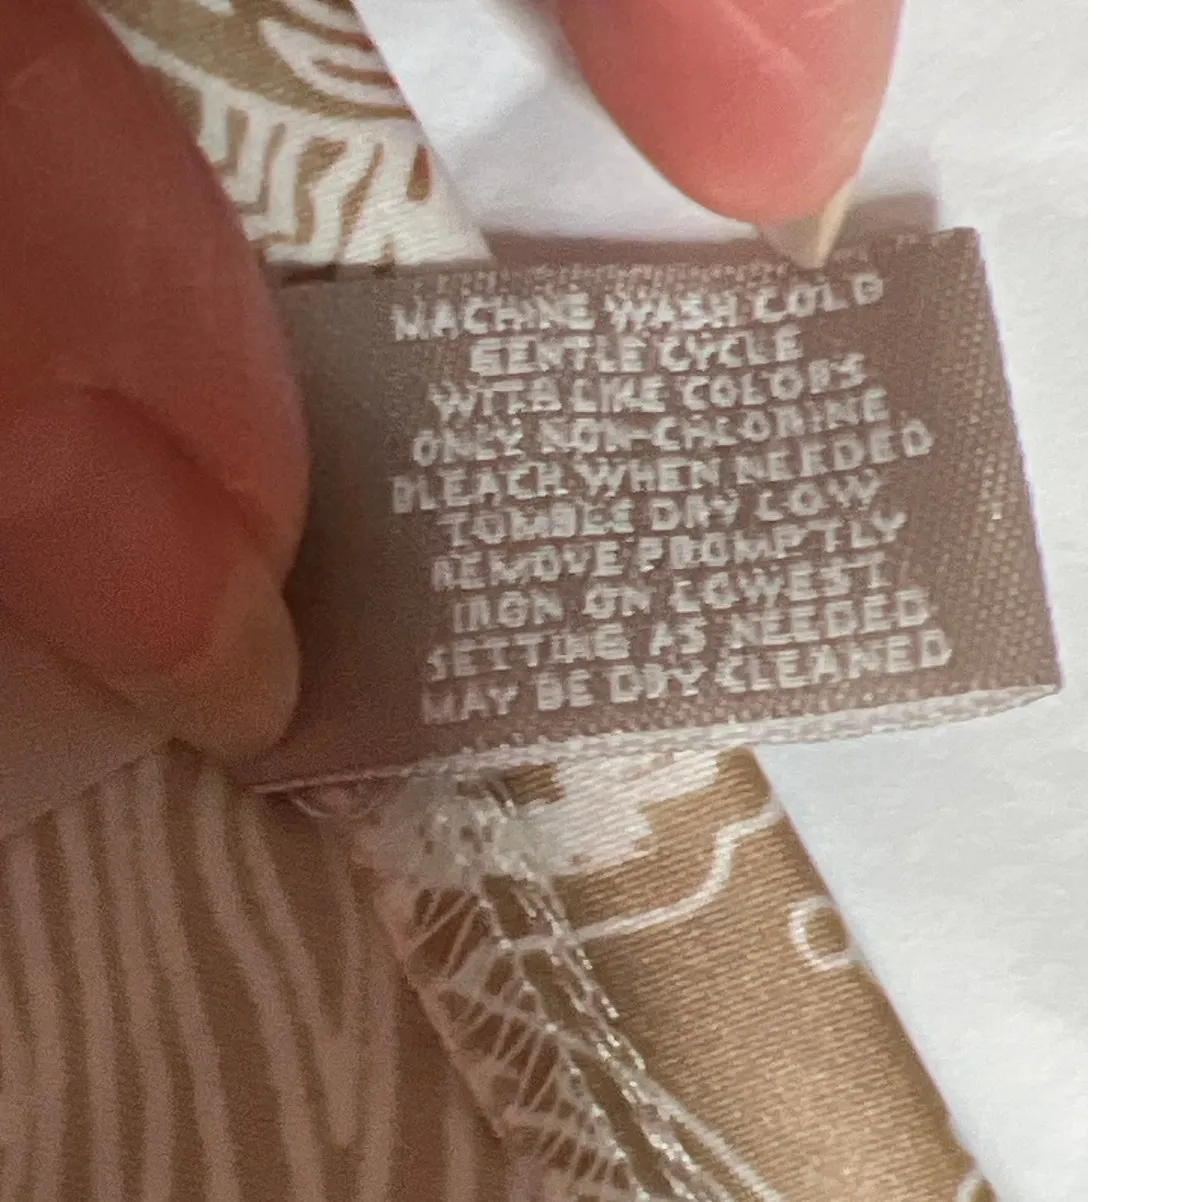 MACHINE WASH COLD
GENTLE CYCLE
WITH LIKE COLORS
ONLY NON-CHLORINE
BLEACH WHEN NEEDED
TUMBLE DRY LOW
REMOVE PROMPTLY
IRON ON LOWEST
SETTING AS NEEDED
MAY BE DRY CLEANED